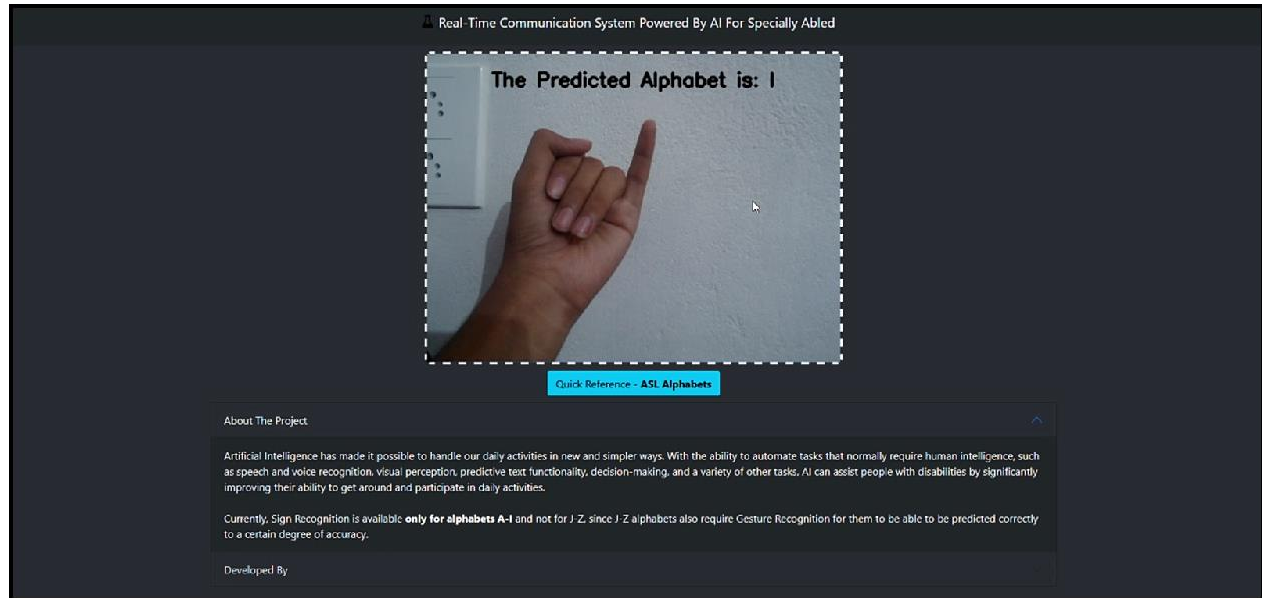 Real-Time Communication System Powered By AI For Specially Abled
The Predicted Alphabet is: I
Quick Reference - ASL Alphabets
About The Project
Artificial Intelligence has made it possible to handle our daily activities in new and simpler ways. With the ability to automate tasks that normally require human intelligence, such
as speech and voice recognition, visual perception, predictive text functionality, decision-making, and a variety of other tasks, AI can assist people with disabilities by significantly
improving their ability to get around and participate in daily activities.
Currently, Sign Recognition is available only for alphabets A-I and not for J-Z, since J-Z alphabets also require Gesture Recognition for them to be able to be predicted correctly
to a certain degree of accuracy.
Developed By